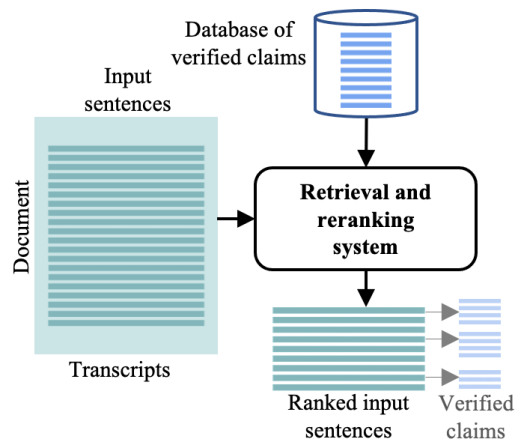 Database of
verified claims
Input
sentences
Document
Retrieval and
reranking
system
Transcripts
Ranked input
sentences
Verified
claims